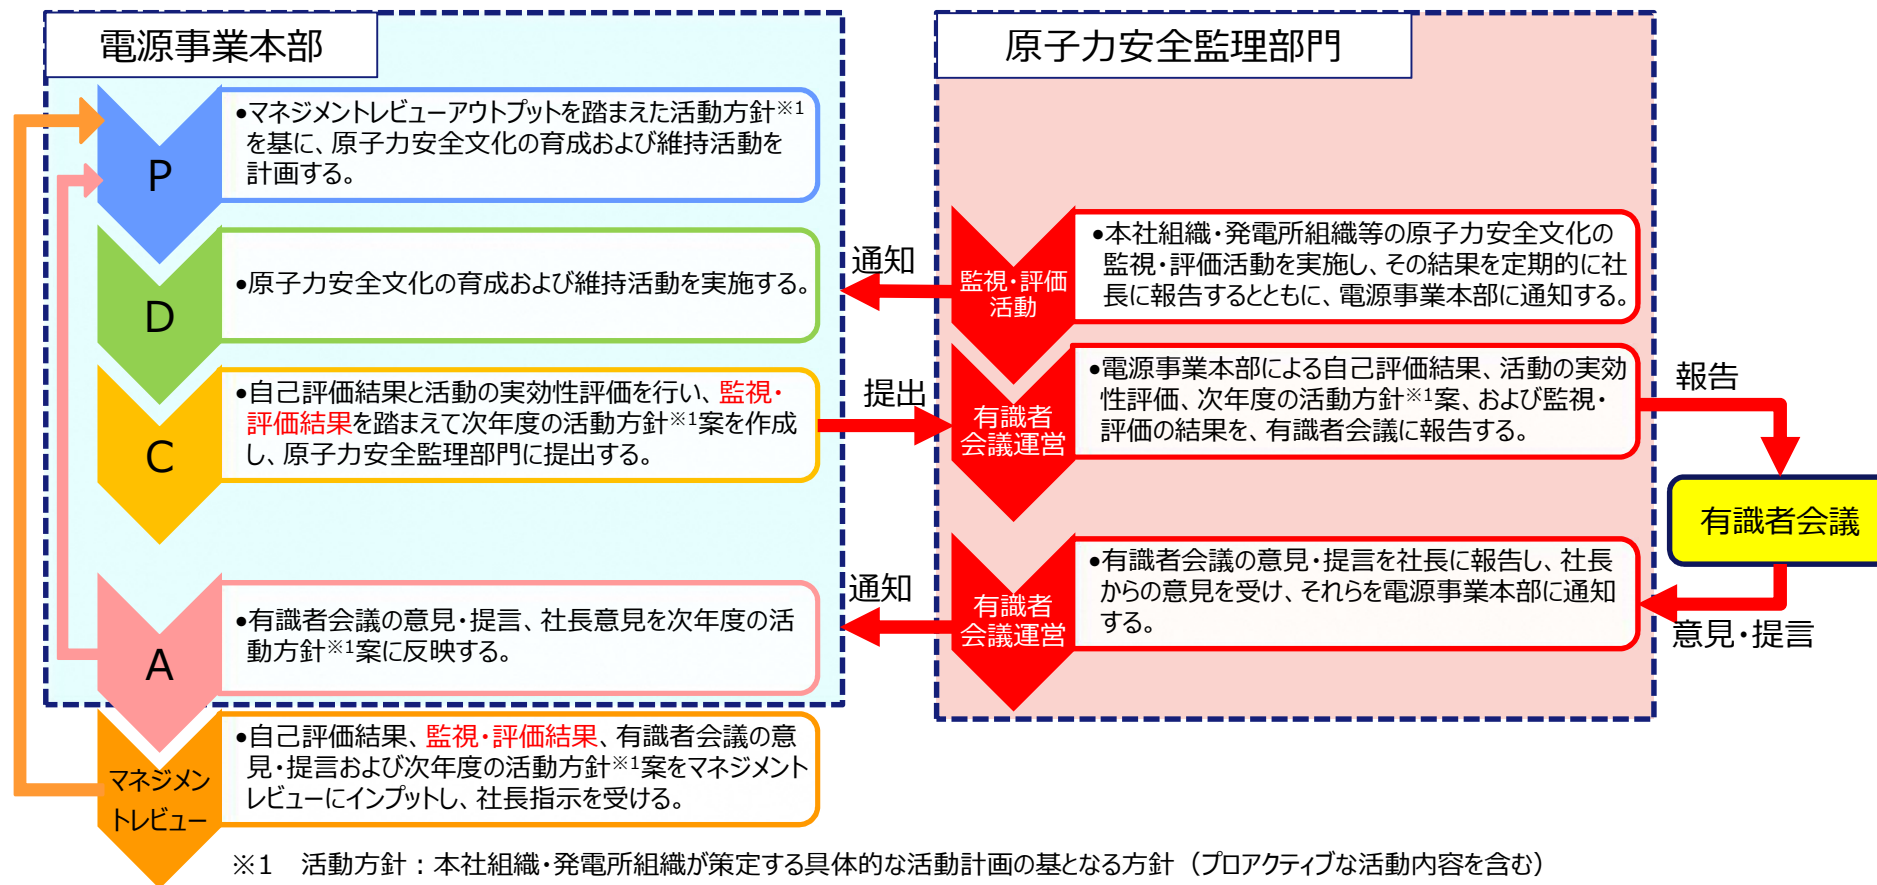 電源事業本部
P
•マネジメントレビューアウトプットを踏まえた活動方針※1
を基に、原子力安全文化の育成および維持活動を
計画する。
D
•原子力安全文化の育成および維持活動を実施する。
C
•自己評価結果と活動の実効性評価を行い、監視・
評価結果を踏まえて次年度の活動方針※1案を作成
し、原子力安全監理部門に提出する。
A
•有識者会議の意見・提言、社長意見を次年度の活
動方針※1案に反映する。
マネジメン
トレビュー
•自己評価結果、監視・評価結果、有識者会議の意
見・提言および次年度の活動方針※1案をマネジメント
レビューにインプットし、社長指示を受ける。
通知
提出
通知
原子力安全監理部門
監視・評価
活動
•本社組織・発電所組織等の原子力安全文化の
監視・評価活動を実施し、その結果を定期的に社
長に報告するとともに、電源事業本部に通知する。
有識者
会議運営
•電源事業本部による自己評価結果、活動の実効
性評価、次年度の活動方針※1案、および監視・
評価の結果を、有識者会議に報告する。
有識者
会議運営
•有識者会議の意見・提言を社長に報告し、社長
からの意見を受け、それらを電源事業本部に通知
する。
報告
有識者会議
意見・提言
※1　活動方針：本社組織・発電所組織が策定する具体的な活動計画の基となる方針（プロアクティブな活動内容を含む）